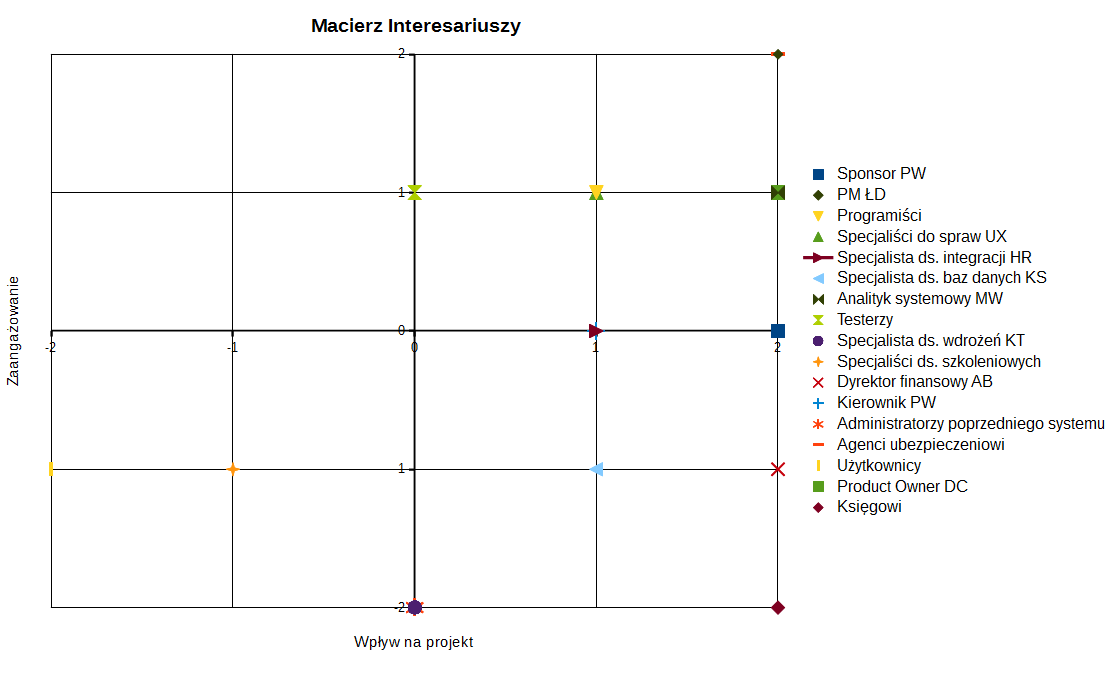 Macierz Interesariuszy
2
1
0
-2
-1
0
1
2
-1
-2
Zaangażowanie
Wpływ na projekt
Sponsor PW
PM ŁD
Programiści
Specjaliści do spraw UX
Specjalista ds. integracji HR
Specjalista ds. baz danych KS
Analityk systemowy MW
Testerzy
Specjalista ds. wdrożeń KT
Specjaliści ds. szkoleniowych
Dyrektor finansowy AB
Kierownik PW
Administratorzy poprzedniego systemu
Agenci ubezpieczeniowi
Użytkownicy
Product Owner DC
Księgowi